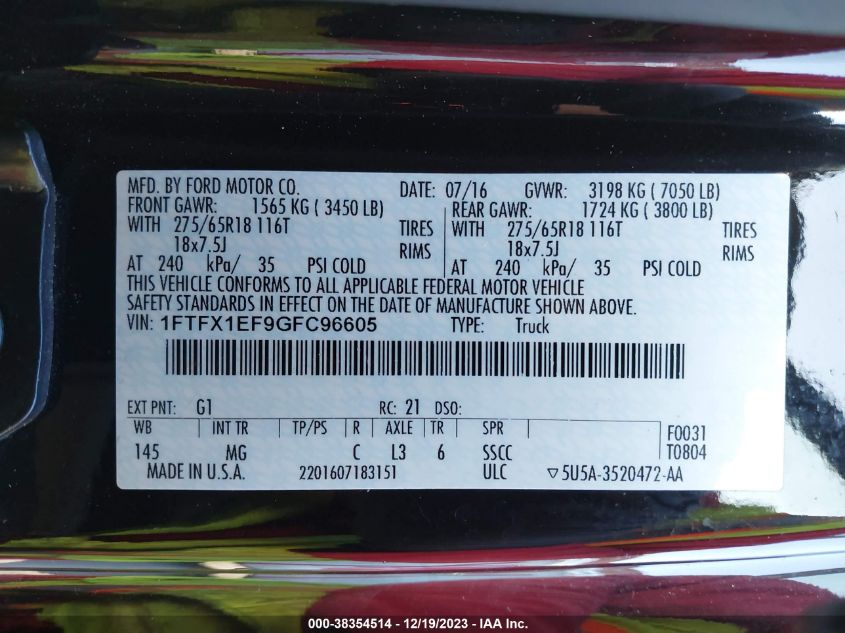 MFD. BY FORD MOTOR CO. DATE: 07/16 GVWR: 3198 KG ( 7050 LB)
FRONT GAWR: 1565 KG ( 3450 LB) REAR GAWR: 1724 KG ( 3800 LB)
WITH 275/65R18 116T TIRES WITH 275/65R18 116T TIRES
18x7.5J RIMS 18x7.5J RIMS
AT 240 kPa/ 35 PSI COLD AT 240 kPa/ 35 PSI COLD
THIS VEHICLE CONFORMS TO ALL APPLICABLE FEDERAL MOTOR VEHICLE
SAFETY STANDARDS IN EFFECT ON THE DATE OF MANUFACTURE SHOWN ABOVE.
VIN: 1FTFX1EF9GFC96605 TYPE: Truck
EXT PNT: G1 RC: 21 DSO:
WB INT TR TP/PS R AXLE TR SPR F0031
145 MG C L3 6 SSCC T0804
MADE IN U.S.A. 2201607183151 ULC ▽5U5A-3520472-AA
000-38354514 - 12/19/2023 - IAA Inc.